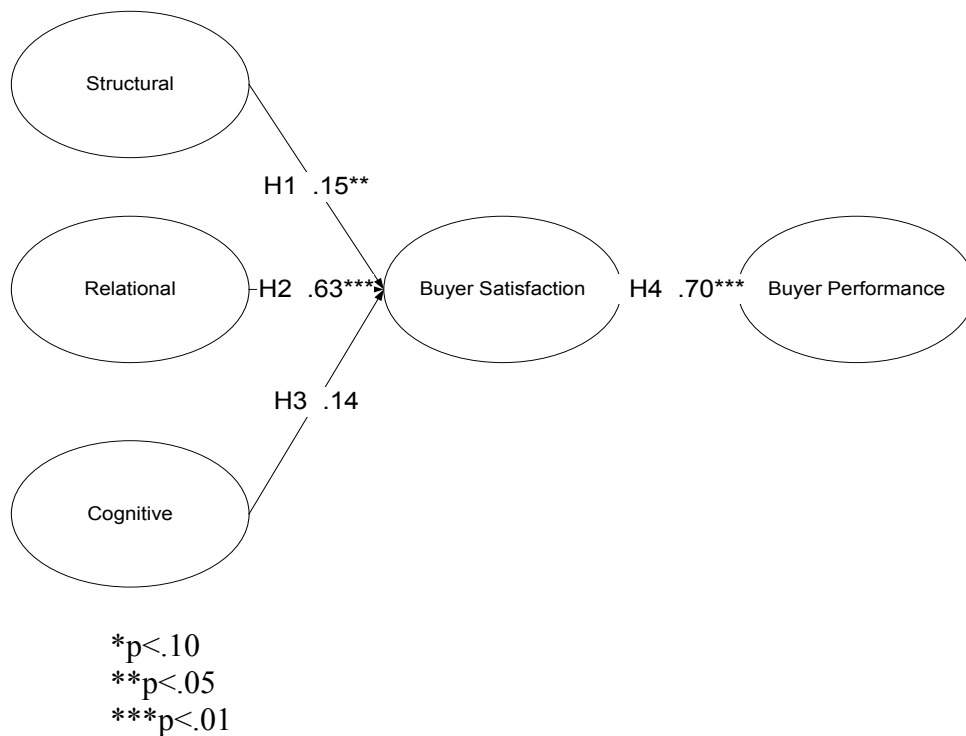 Structural
H1 .15**
Relational
H2 .63***
Buyer Satisfaction
H4 .70***
Buyer Performance
H3 .14
Cognitive
*p<.10
**p<.05
***p<.01